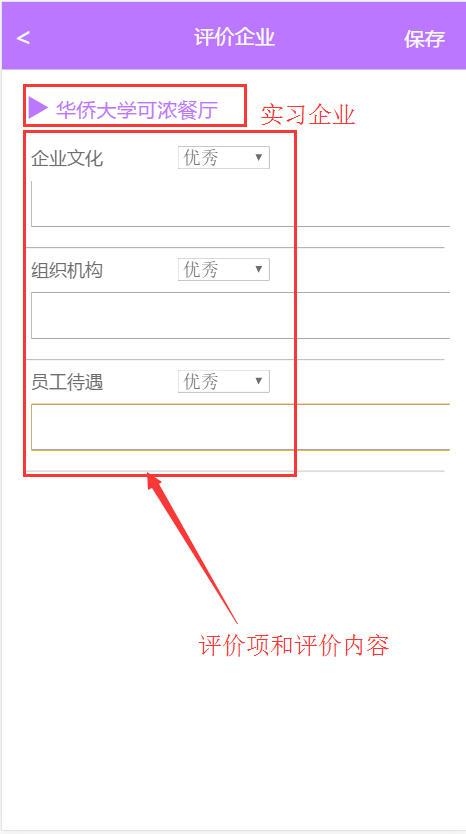 < 评价企业 保存
华侨大学可浓餐厅 实习企业
企业文化 优秀
组织机构 优秀
员工待遇 优秀
评价项和评价内容